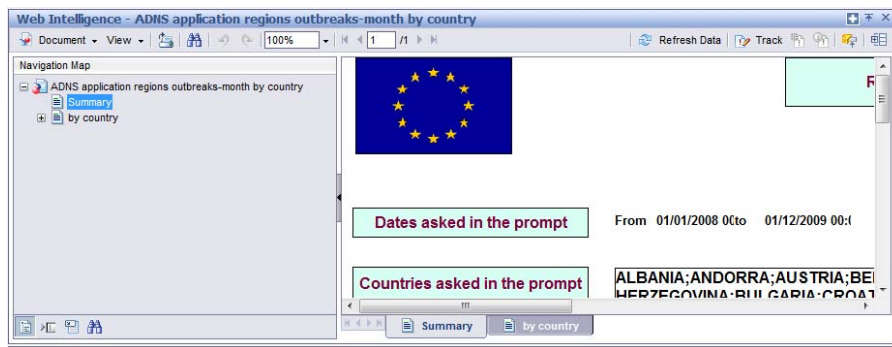 Web Intelligence - ADNS application regions outbreaks-month by country
Document View 100% 1 /1 Refresh Data Track
Navigation Map
ADNS application regions outbreaks-month by country
Summary
by country
R
Dates asked in the prompt From 01/01/2008 00 to 01/12/2009 00:
Countries asked in the prompt ALBANIA;ANDORRA;AUSTRIA;BE
HERZEGOVINA;BULGARIA;CROAT
Summary by country